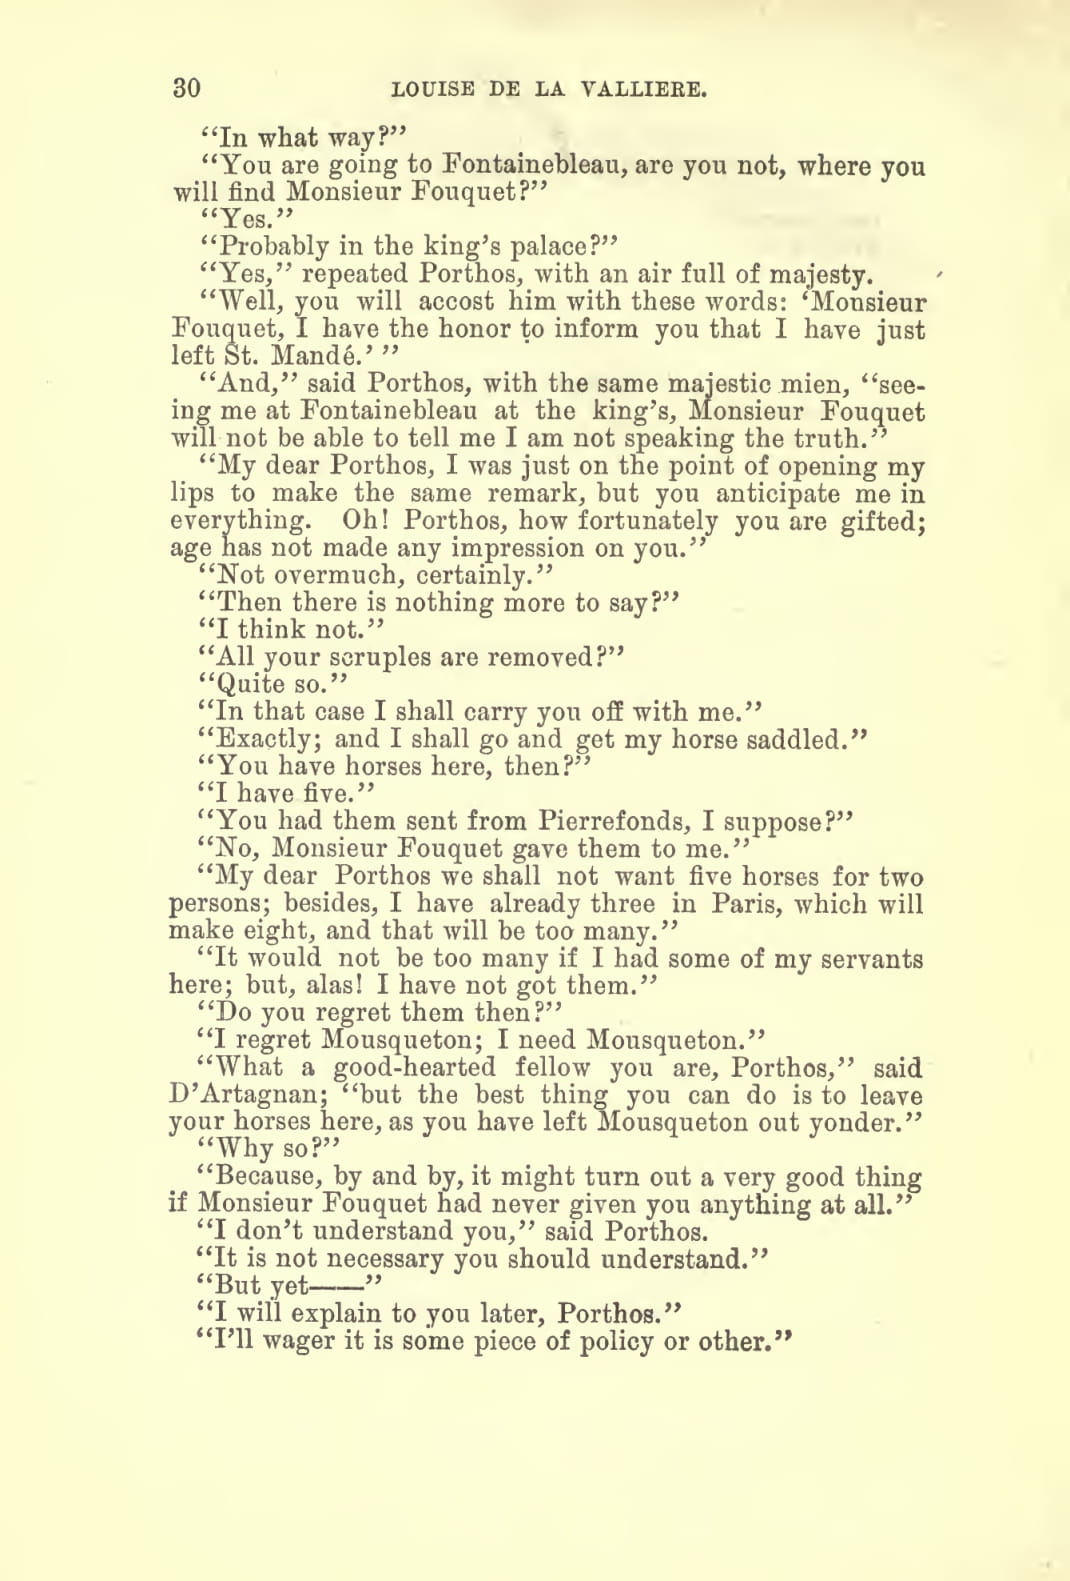 30 LOUISE DE LA VALLIERE.
“In what way?”
“You are going to Fontainebleau, are you not, where you
will find Monsieur Fouquet?”
“Yes.”
“Probably in the king’s palace?”
“Yes,” repeated Porthos, with an air full of majesty.
“Well, you will accost him with these words: ‘Monsieur
Fouquet, I have the honor to inform you that I have just
left St. Mandé.’ ”
“And,” said Porthos, with the same majestic mien, “see-
ing me at Fontainebleau at the king’s, Monsieur Fouquet
will not be able to tell me I am not speaking the truth.”
“My dear Porthos, I was just on the point of opening my
lips to make the same remark, but you anticipate me in
everything. Oh! Porthos, how fortunately you are gifted;
age has not made any impression on you.”
“Not overmuch, certainly.”
“Then there is nothing more to say?”
“I think not.”
“All your scruples are removed?”
“Quite so.”
“In that case I shall carry you off with me.”
“Exactly; and I shall go and get my horse saddled.”
“You have horses here, then?”
“I have five.”
“You had them sent from Pierrefonds, I suppose?”
“No, Monsieur Fouquet gave them to me.”
“My dear Porthos we shall not want five horses for two
persons; besides, I have already three in Paris, which will
make eight, and that will be too many.”
“It would not be too many if I had some of my servants
here; but, alas! I have not got them.”
“Do you regret them then?”
“I regret Mousqueton; I need Mousqueton.”
“What a good-hearted fellow you are, Porthos,” said
D’Artagnan; “but the best thing you can do is to leave
your horses here, as you have left Mousqueton out yonder.”
“Why so?”
“Because, by and by, it might turn out a very good thing
if Monsieur Fouquet had never given you anything at all.”
“I don’t understand you,” said Porthos.
“It is not necessary you should understand.”
“But yet——”
“I will explain to you later, Porthos.”
“I’ll wager it is some piece of policy or other.”